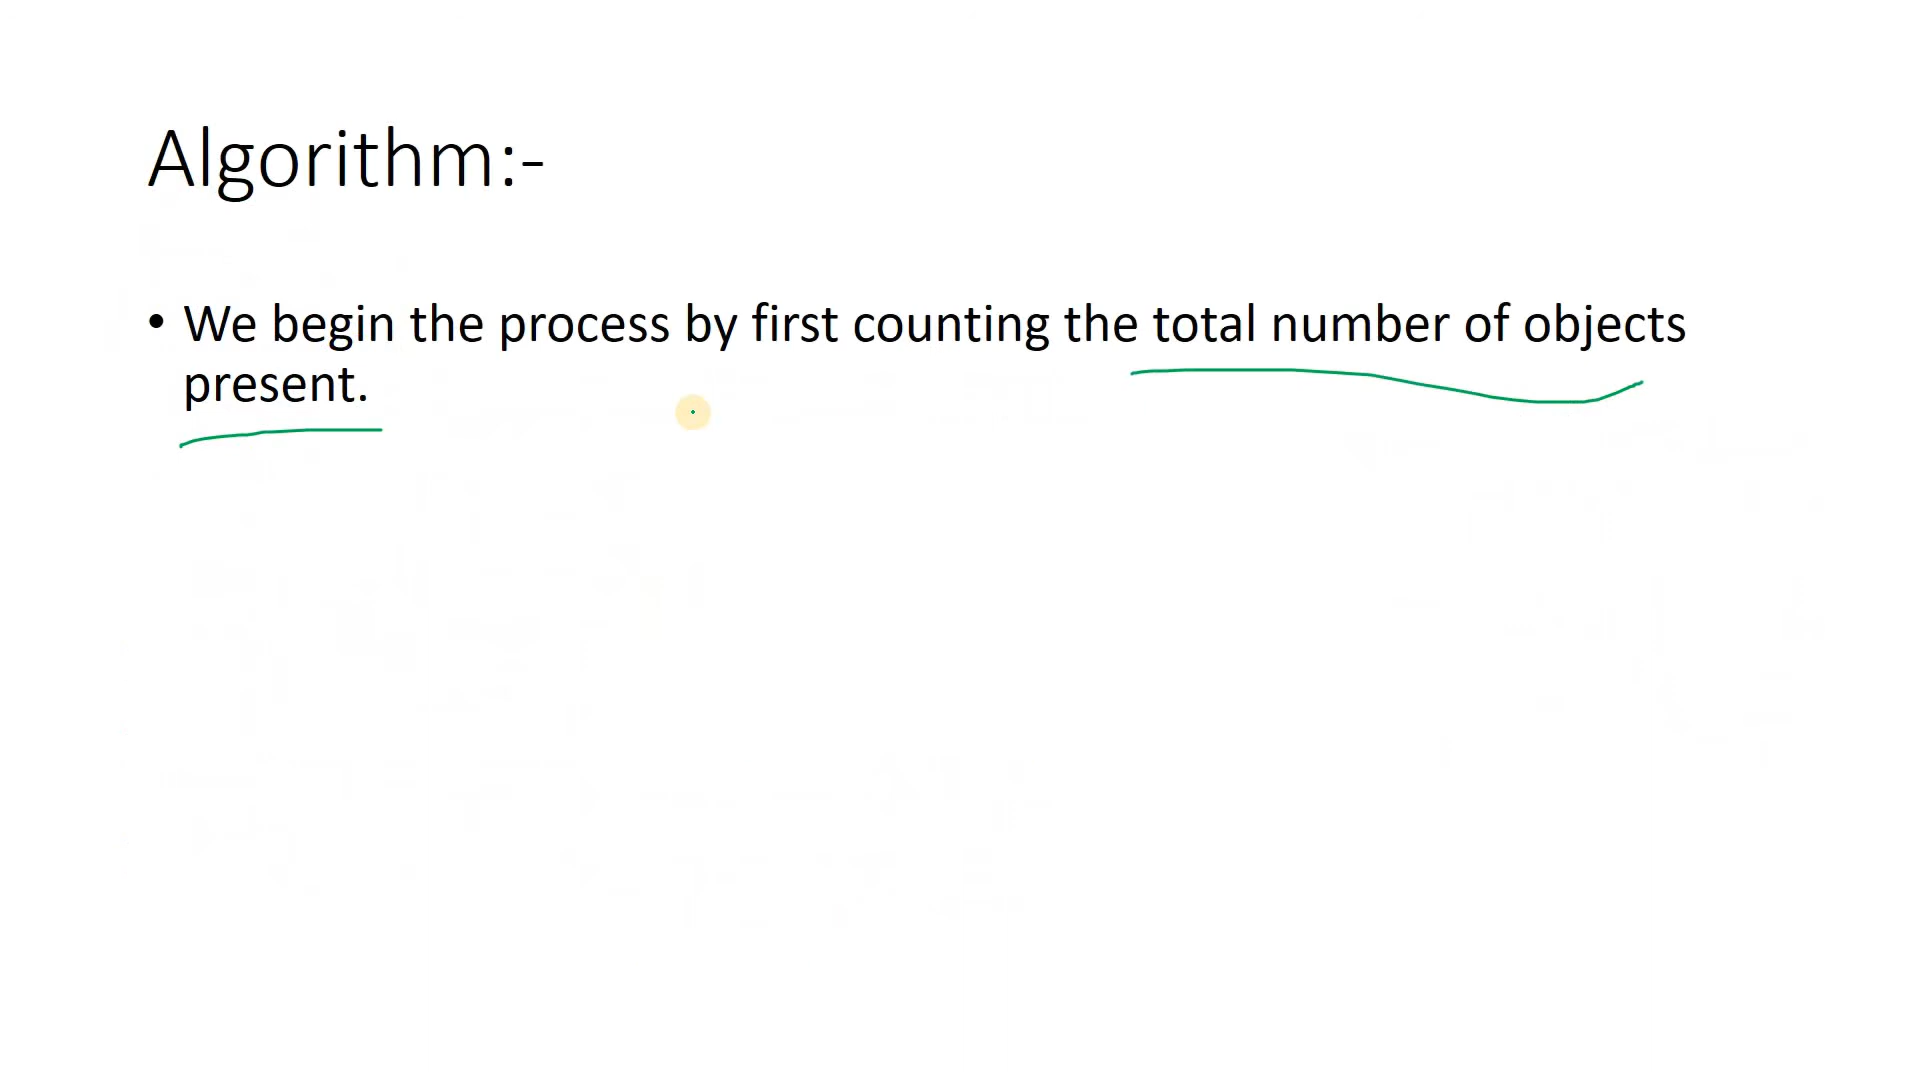 Algorithm:-
• We begin the process by first counting the total number of objects
present.